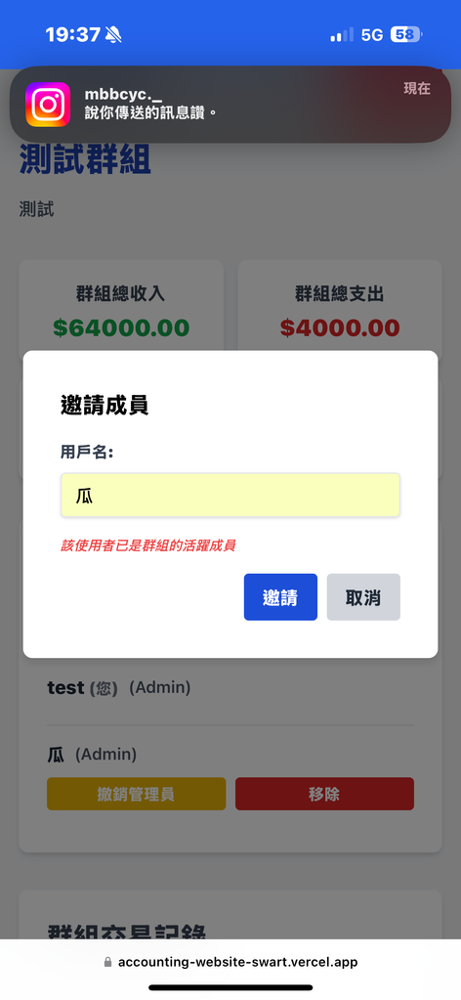 19:37
5G
58
mbbcyc._
現在
說你傳送的訊息讚。
測試群組
測試
群組總收入
群組總支出
$64000.00
$4000.00
邀請成員
用戶名:
瓜
該使用者已是群組的活躍成員
邀請
取消
test (您) (Admin)
瓜 (Admin)
撤銷管理員
移除
群組交易記錄
accounting-website-swart.vercel.app